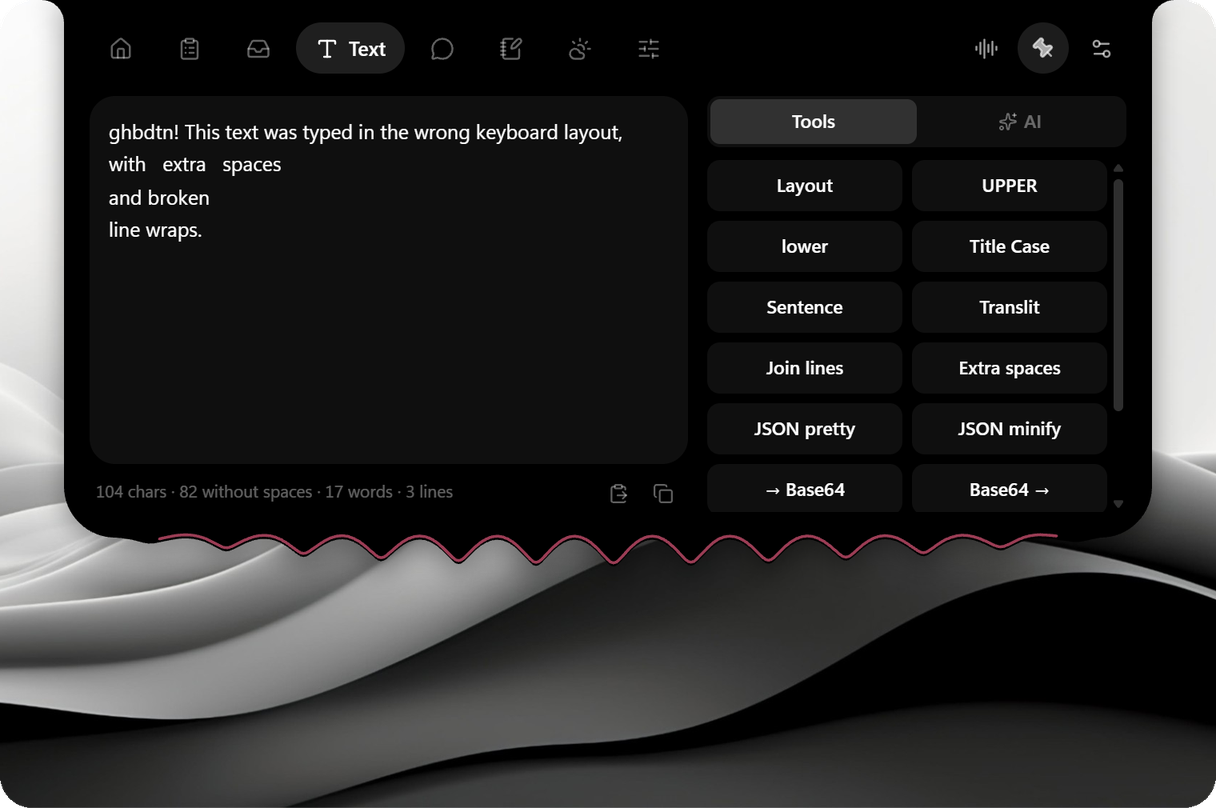 Text
ghbdtn! This text was typed in the wrong keyboard layout,
with   extra   spaces
and broken
line wraps.
104 chars · 82 without spaces · 17 words · 3 lines
Tools
AI
Layout
UPPER
lower
Title Case
Sentence
Translit
Join lines
Extra spaces
JSON pretty
JSON minify
→ Base64
Base64 →